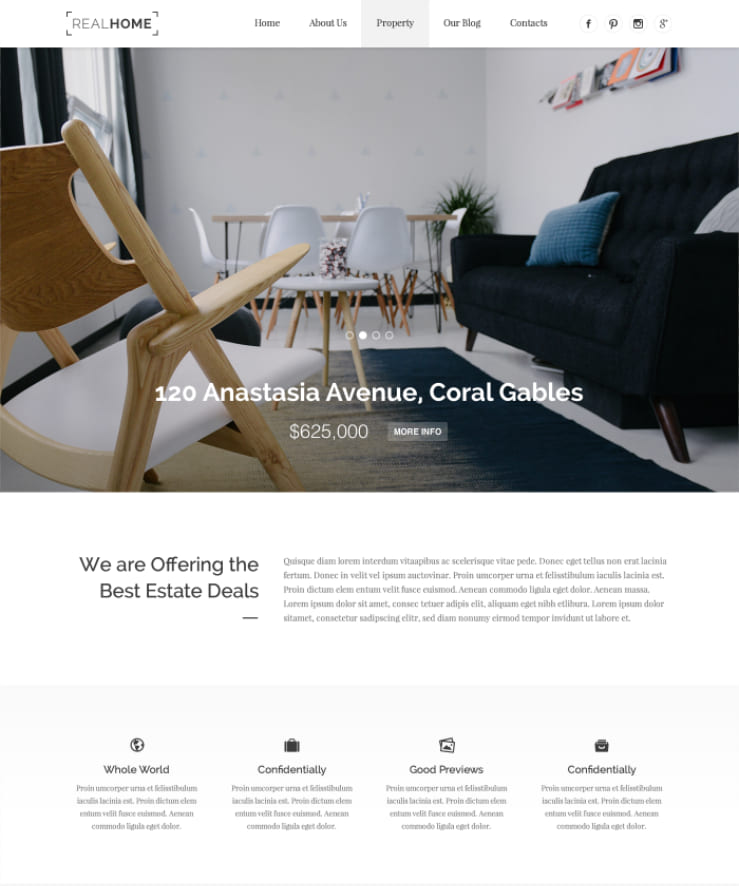 REALHOME
Home About Us Property Our Blog Contacts
120 Anastasia Avenue, Coral Gables
$625,000 MORE INFO
We are Offering the
Best Estate Deals
Quisque diam lorem interdum vitaapibus ac scelerisque vitae pede. Donec eget tellus non erat lacinia
fertum. Donec in velit vel ipsum auctovinar. Proin umcorper urna et felisstibulum iaculis lacinia est.
Proin dictum elem entum velit fusce euismod. Aenean commodo ligula eget dolor. Aenean massa.
Lorem ipsum dolor sit amet, consec tetuer adipis elit, aliquam eget nibh etlibura. Lorem ipsum dolor
sitamet, consetetur sadipscing elitr, sed diam nonumy eirmod tempor invidunt ut labore et.
Whole World
Proin umcorper urna et felisstibulum
iaculis lacinia est. Proin dictum elem
entum velit fusce euismod. Aenean
commodo ligula eget dolor.
Confidentially
Proin umcorper urna et felisstibulum
iaculis lacinia est. Proin dictum elem
entum velit fusce euismod. Aenean
commodo ligula eget dolor.
Good Previews
Proin umcorper urna et felisstibulum
iaculis lacinia est. Proin dictum elem
entum velit fusce euismod. Aenean
commodo ligula eget dolor.
Confidentially
Proin umcorper urna et felisstibulum
iaculis lacinia est. Proin dictum elem
entum velit fusce euismod. Aenean
commodo ligula eget dolor.